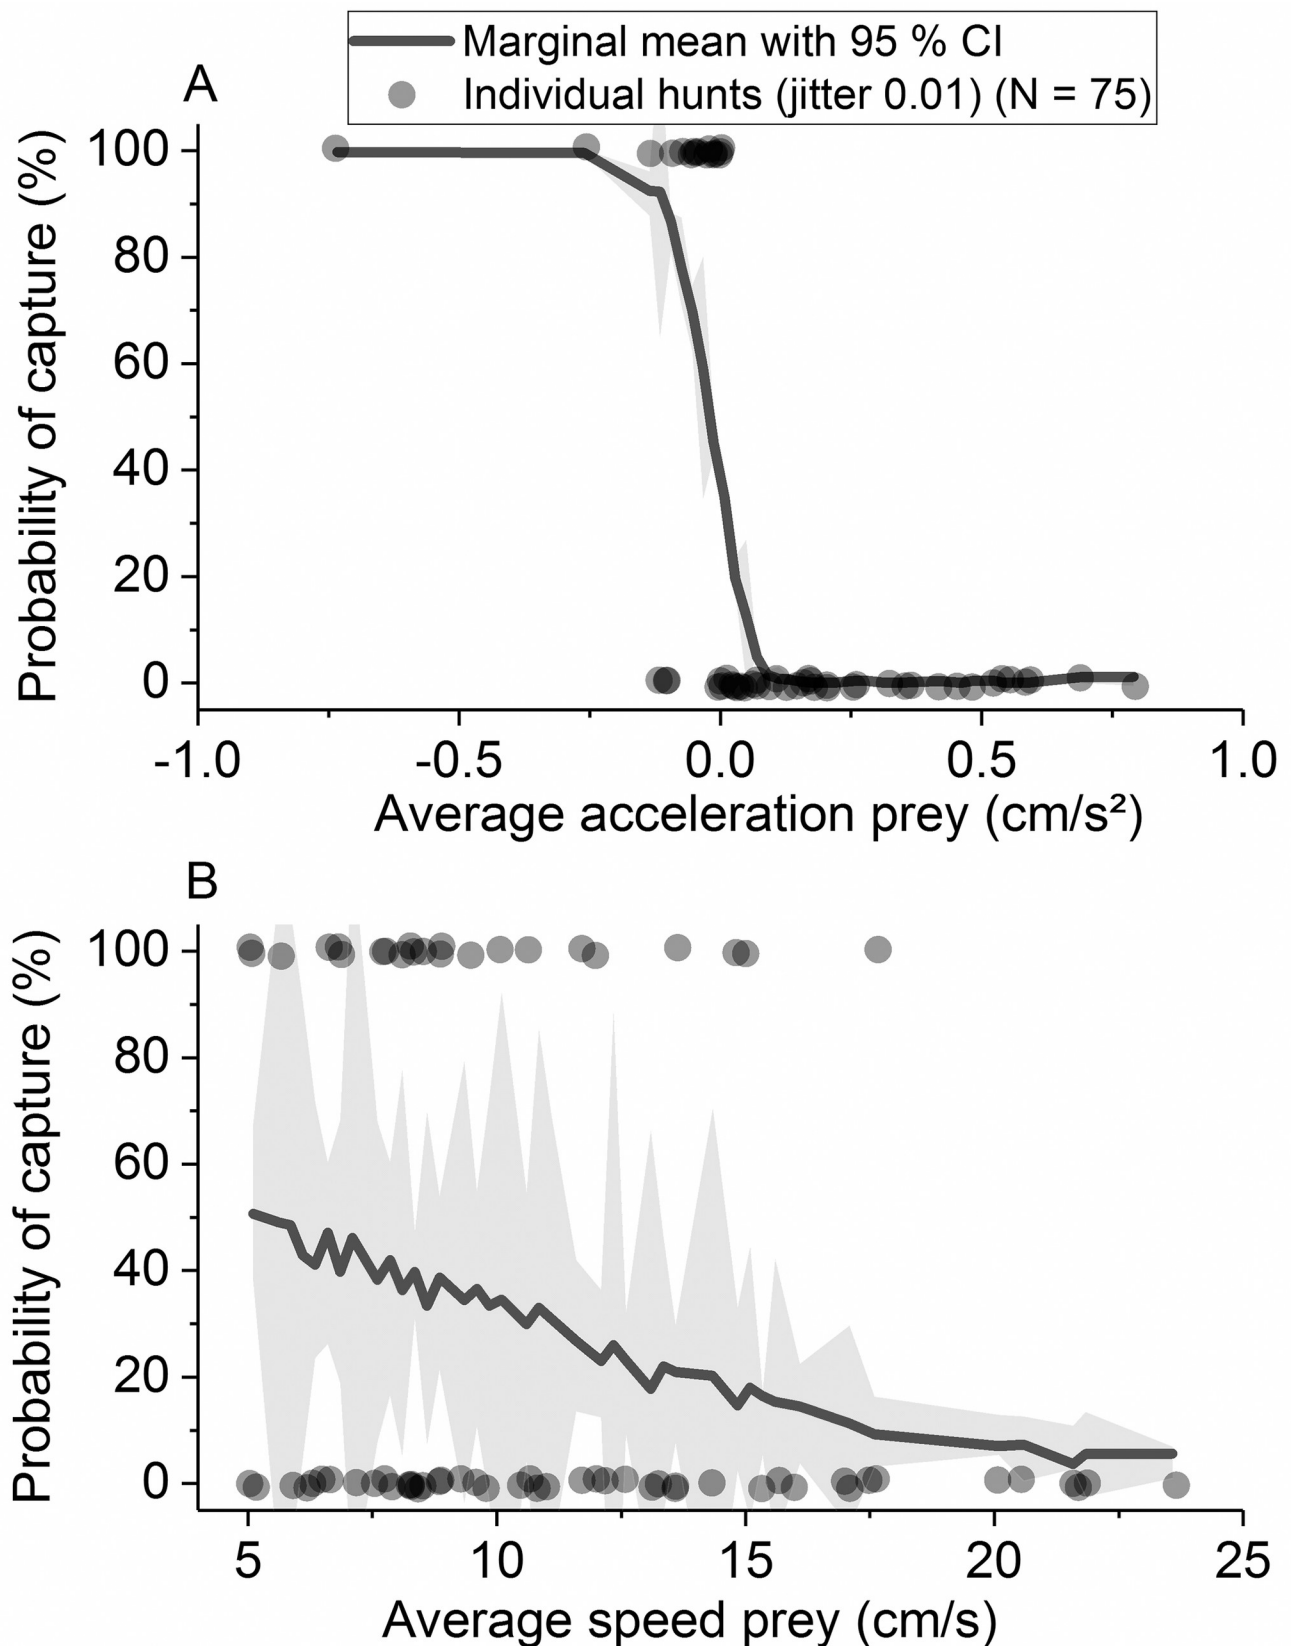 Marginal mean with 95 % CI
Individual hunts (jitter 0.01) (N = 75)
A
Probability of capture (%)
100
80
60
40
20
0
-1.0 -0.5 0.0 0.5 1.0
Average acceleration prey (cm/s²)
B
Probability of capture (%)
100
80
60
40
20
0
5 10 15 20 25
Average speed prey (cm/s)